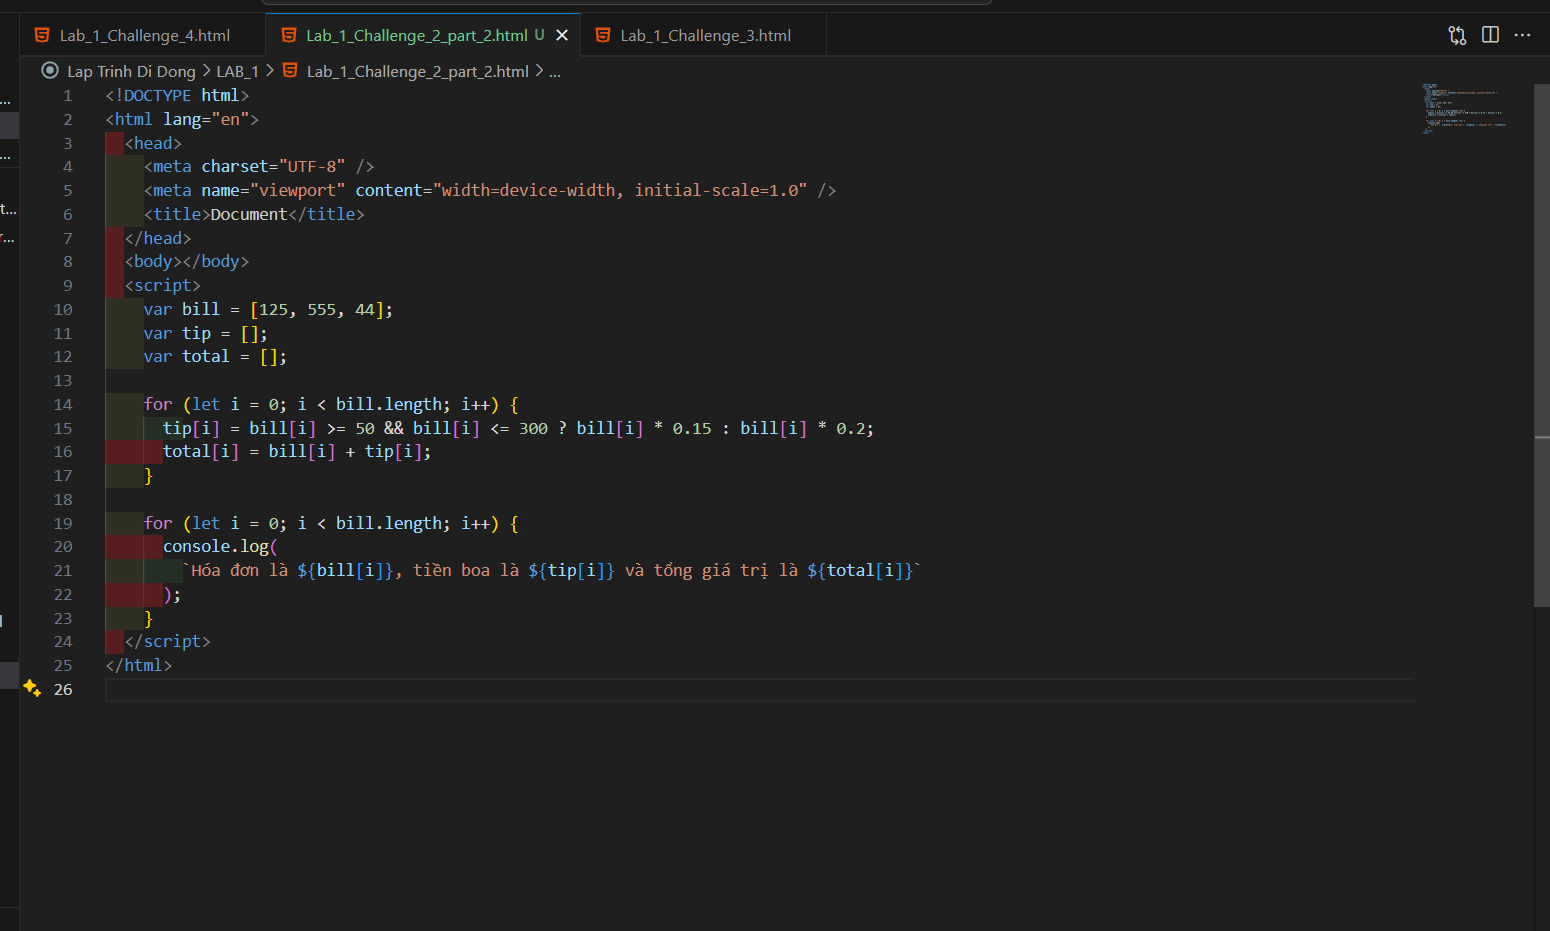 Lab_1_Challenge_4.html Lab_1_Challenge_2_part_2.html U Lab_1_Challenge_3.html
Lap Trinh Di Dong > LAB_1 > Lab_1_Challenge_2_part_2.html > ...
1 <!DOCTYPE html>
2 <html lang="en">
3 <head>
4 <meta charset="UTF-8" />
5 <meta name="viewport" content="width=device-width, initial-scale=1.0" />
6 <title>Document</title>
7 </head>
8 <body></body>
9 <script>
10 var bill = [125, 555, 44];
11 var tip = [];
12 var total = [];
13
14 for (let i = 0; i < bill.length; i++) {
15 tip[i] = bill[i] >= 50 && bill[i] <= 300 ? bill[i] * 0.15 : bill[i] * 0.2;
16 total[i] = bill[i] + tip[i];
17 }
18
19 for (let i = 0; i < bill.length; i++) {
20 console.log(
21 `Hóa đơn là ${bill[i]}, tiền boa là ${tip[i]} và tổng giá trị là ${total[i]}`
22 );
23 }
24 </script>
25 </html>
26